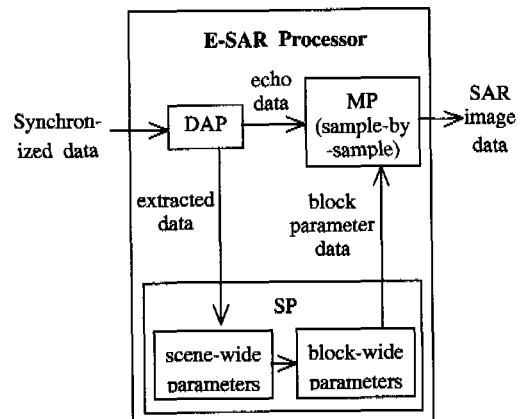 E-SAR Processor
echo
data
MP
(sample-by
-sample)
SAR
image
data
Synchron-
ized data
DAP
extracted
data
block
parameter
data
SP
scene-wide
parameters
block-wide
parameters